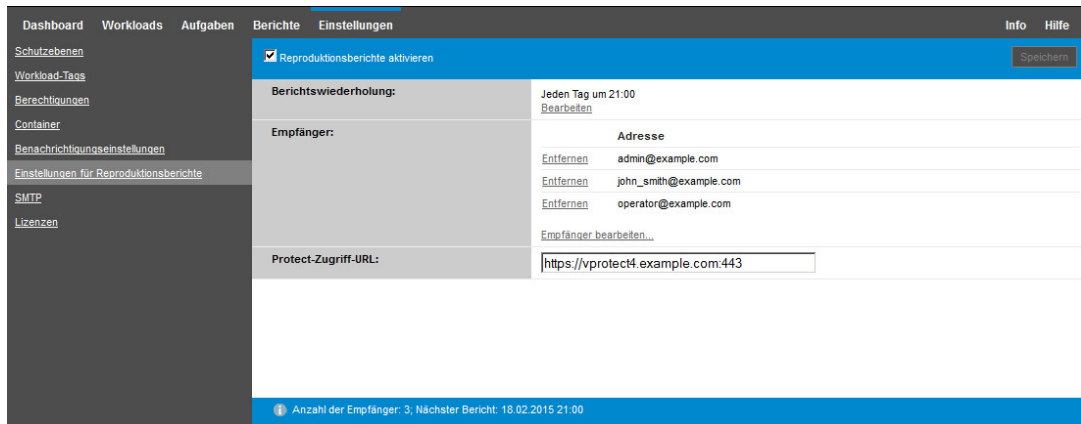 Dashboard Workloads Aufgaben Berichte Einstellungen Info Hilfe
Schutzebenen
Workload-Tags
Berechtigungen
Container
Benachrichtigungseinstellungen
Einstellungen für Reproduktionsberichte
SMTP
Lizenzen
Reproduktionsberichte aktivieren
Speichern
Berichtswiederholung:
Jeden Tag um 21:00
Bearbeiten
Empfänger:
Adresse
Entfernen admin@example.com
Entfernen john_smith@example.com
Entfernen operator@example.com
Empfänger bearbeiten...
Protect-Zugriff-URL:
https://vprotect4.example.com:443
Anzahl der Empfänger: 3; Nächster Bericht: 18.02.2015 21:00